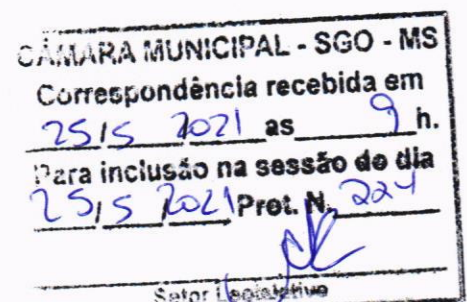 CÂMARA MUNICIPAL - SGO - MS
Correspondência recebida em
25/5 2021 as 9 h.
Para inclusão na sessão do dia
25/5 2021 Prot. N. 224
Setor Legislativo